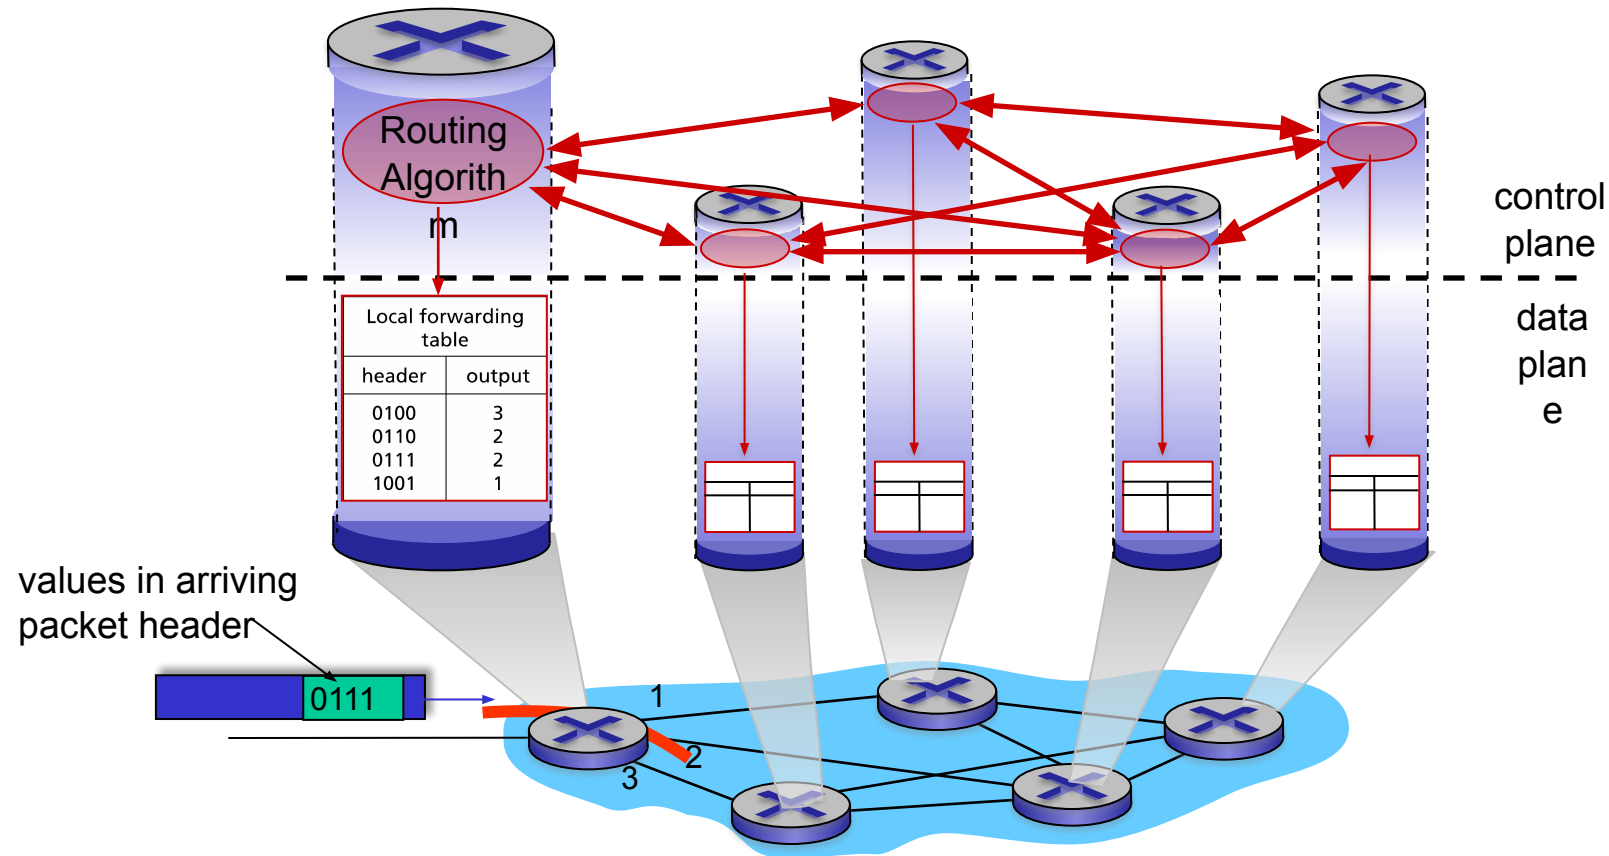 Routing
Algorith
m
control
plane
data
plan
e
Local forwarding
table
header output
0100 3
0110 2
0111 2
1001 1
values in arriving
packet header
0111
1
2
3